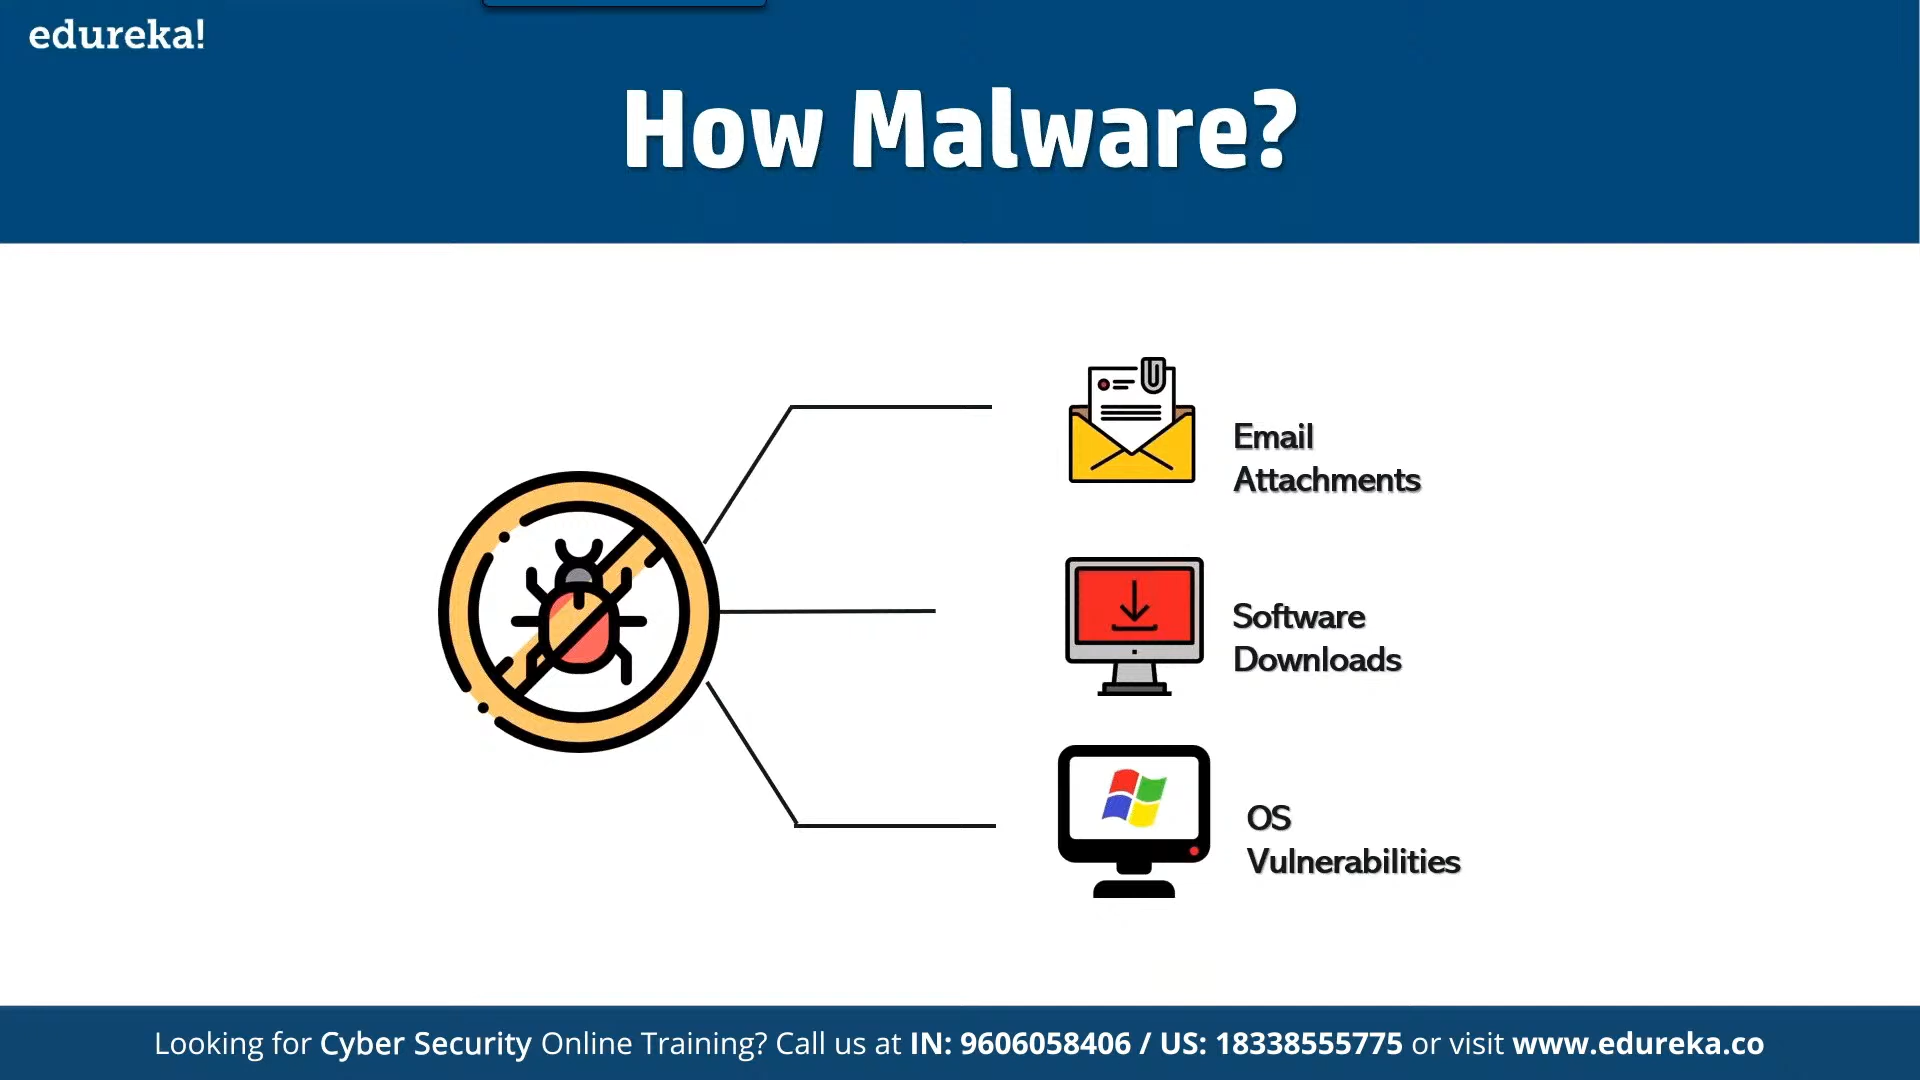 edureka!
How Malware?
Email
Attachments
Software
Downloads
OS
Vulnerabilities
Looking for Cyber Security Online Training? Call us at IN: 9606058406 / US: 18338555775 or visit www.edureka.co